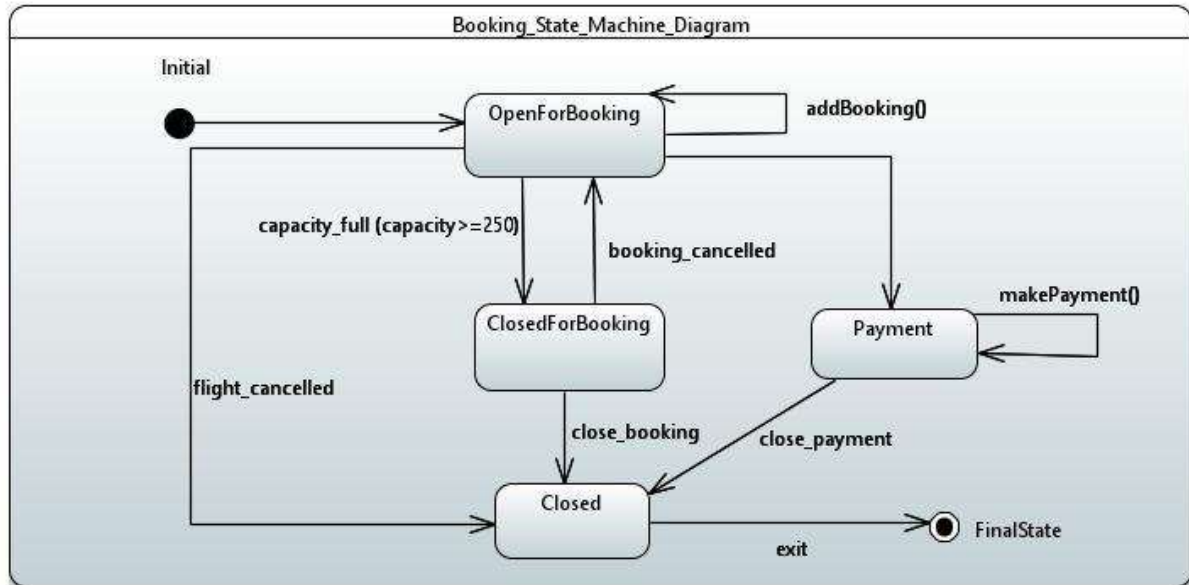 Booking_State_Machine_Diagram
Initial
OpenForBooking
addBooking()
capacity_full (capacity>=250)
booking_cancelled
makePayment()
ClosedForBooking
Payment
flight_cancelled
close_booking
close_payment
Closed
FinalState
exit